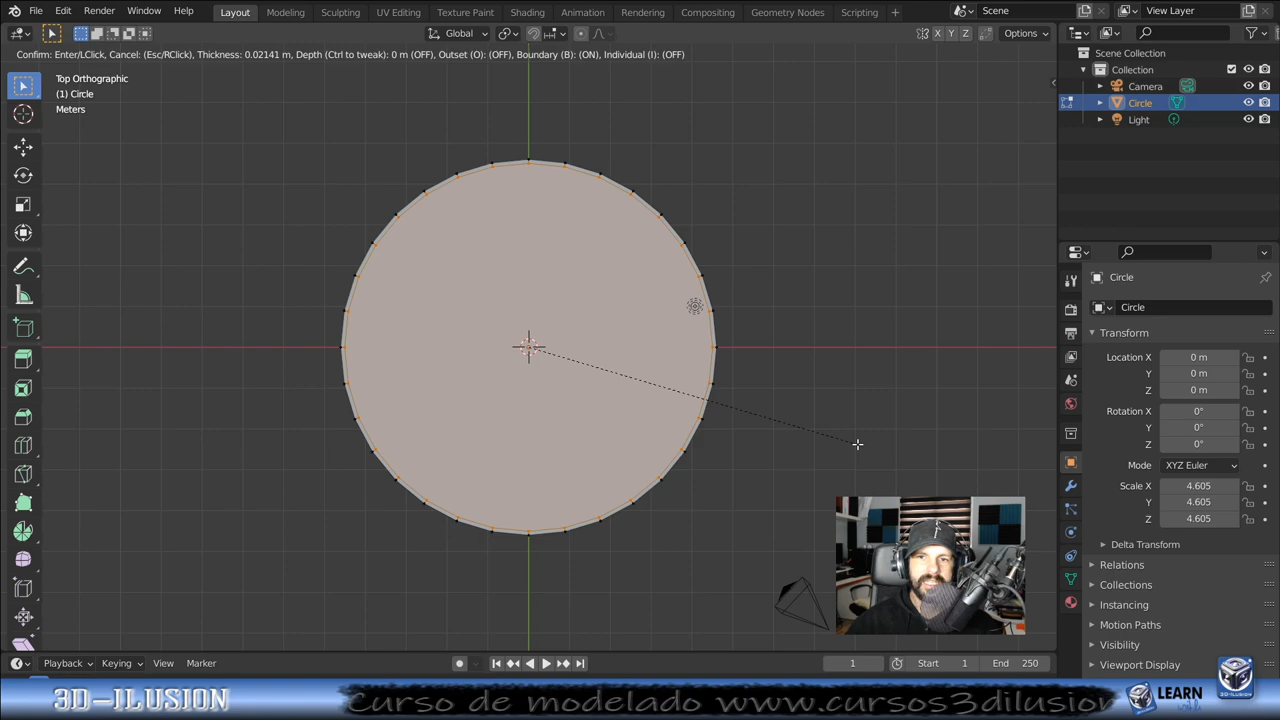 File Edit Render Window Help Layout Modeling Sculpting UV Editing Texture Paint Shading Animation Rendering Compositing Geometry Nodes Scripting + Scene View Layer
Global X Y Z Options
Confirm: Enter/LClick, Cancel: (Esc/RClick), Thickness: 0.02141 m, Depth (Ctrl to tweak): 0 m (OFF), Outset (O): (OFF), Boundary (B): (ON), Individual (I): (OFF)
Top Orthographic
(1) Circle
Meters
Scene Collection
Collection
Camera
Circle
Light
Circle
Circle
Transform
Location X 0 m
Y 0 m
Z 0 m
Rotation X 0°
Y 0°
Z 0°
Mode XYZ Euler
Scale X 4.605
Y 4.605
Z 4.605
Delta Transform
Relations
Collections
Instancing
Motion Paths
Visibility
Viewport Display
Playback Keying View Marker 1 Start 1 End 250
3D-ILUSION Curso de modelado www.cursos3dilusion LEARN